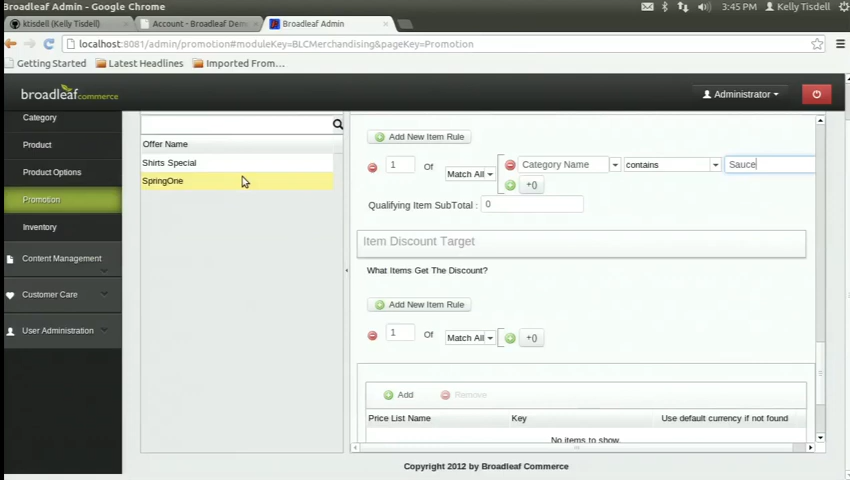 Broadleaf Admin - Google Chrome
3:45 PM
Kelly Tisdell
ktisdell (Kelly Tisdell)
Account - Broadleaf Dem
Broadleaf Admin
localhost:8081/admin/promotion#moduleKey=BLCMerchandising&pageKey=Promotion
Getting Started
Latest Headlines
Imported From...
broadleafcommerce
Administrator
Category
Product
Product Options
Promotion
Inventory
Content Management
Customer Care
User Administration
Offer Name
Shirts Special
SpringOne
Add New Item Rule
1 Of Match All Category Name contains Sauce
+()
Qualifying Item SubTotal : 0
Item Discount Target
What Items Get The Discount?
Add New Item Rule
1 Of Match All +()
Add Remove
Price List Name Key Use default currency if not found
No items to show.
Copyright 2012 by Broadleaf Commerce